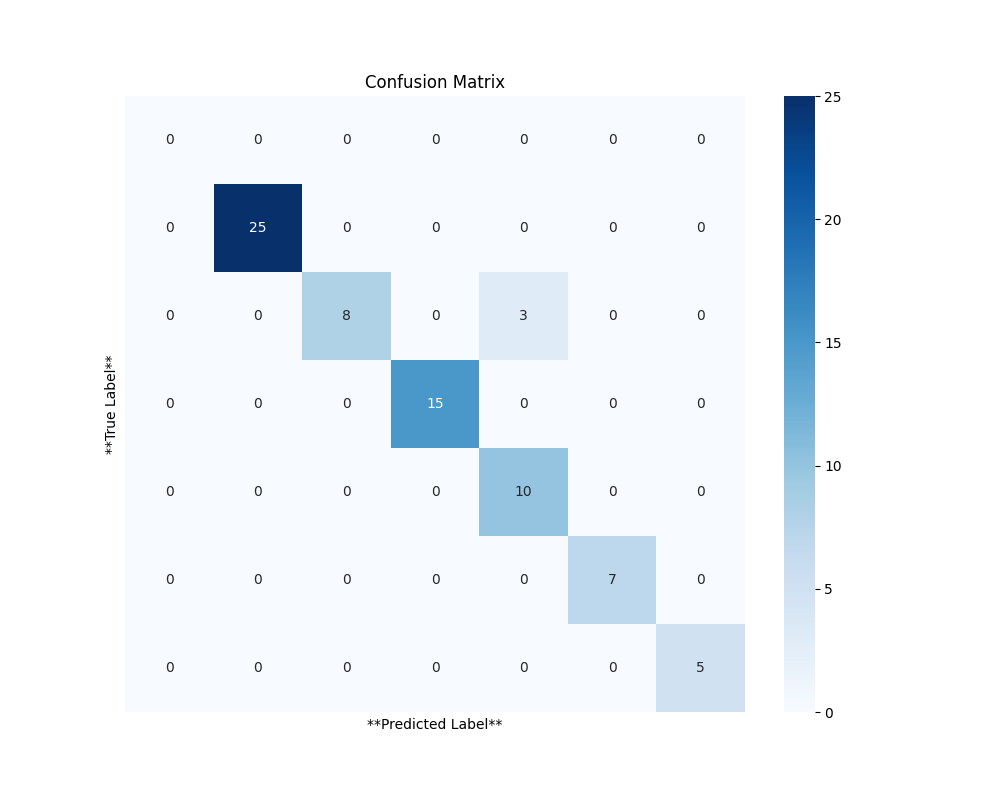 Confusion Matrix
0 0 0 0 0 0 0
0 25 0 0 0 0 0
0 0 8 0 3 0 0
0 0 0 15 0 0 0
0 0 0 0 10 0 0
0 0 0 0 0 7 0
0 0 0 0 0 0 5
**True Label**
**Predicted Label**
25
20
15
10
5
0